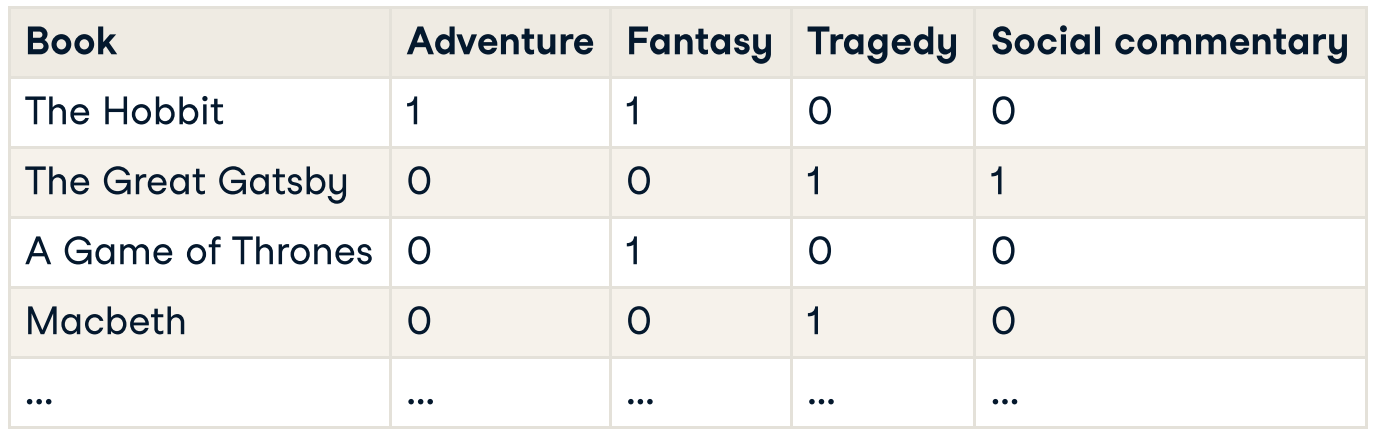 Book Adventure Fantasy Tragedy Social commentary
The Hobbit 1 1 0 0
The Great Gatsby 0 0 1 1
A Game of Thrones 0 1 0 0
Macbeth 0 0 1 0
... ... ... ... ...